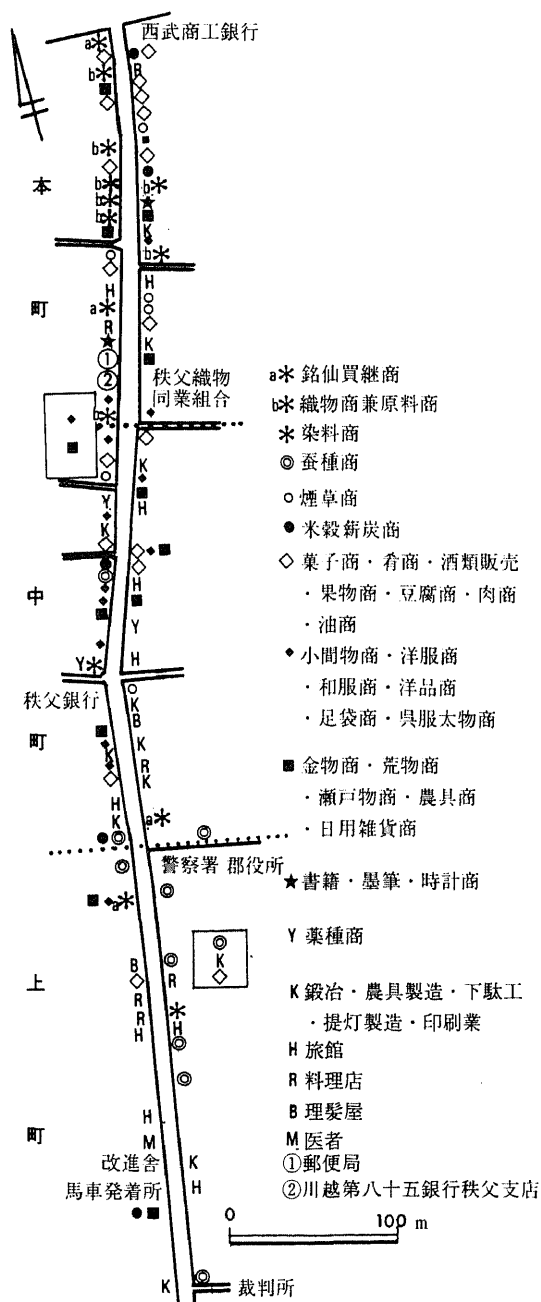 西武商工銀行
本
町
秩父織物
同業組合
中
町
秩父銀行
警察署 郡役所
上
町
改進舎
馬車発着所
裁判所
① 
②
a＊ 銘仙買継商
b＊ 織物商兼原料商
＊ 染料商
◎ 蚕種商
○ 煙草商
● 米穀薪炭商
◇ 菓子商・肴商・酒類販売
・果物商・豆腐商・肉商
・油商
◆ 小間物商・洋服商
・和服商・洋品商
・足袋商・呉服太物商
■ 金物商・荒物商
・瀬戸物商・農具商
・日用雑貨商
★ 書籍・墨筆・時計商
Y 薬種商
K 鍛冶・農具製造・下駄工
・提灯製造・印刷業
H 旅館
R 料理店
B 理髪屋
M 医者
①郵便局
②川越第八十五銀行秩父支店
0 100 m